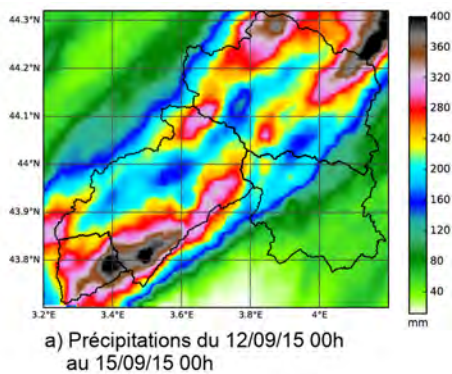 44.3°N
44.2°N
44.1°N
44°N
43.9°N
43.8°N
3.2°E
3.4°E
3.6°E
3.8°E
4°E
400
360
320
280
240
200
160
120
80
40
mm
a) Précipitations du 12/09/15 00h
au 15/09/15 00h